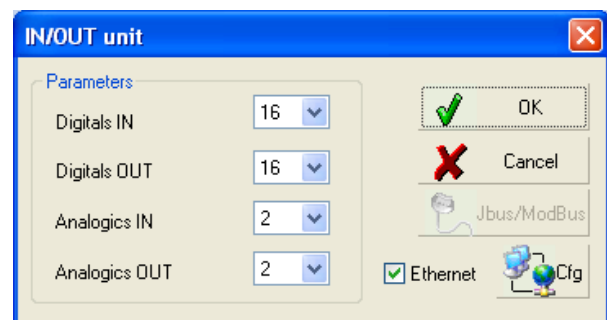 IN/OUT unit
Parameters
Digitals IN 16
Digitals OUT 16
Analogics IN 2
Analogics OUT 2
OK
Cancel
Jbus/ModBus
Ethernet
Cfg